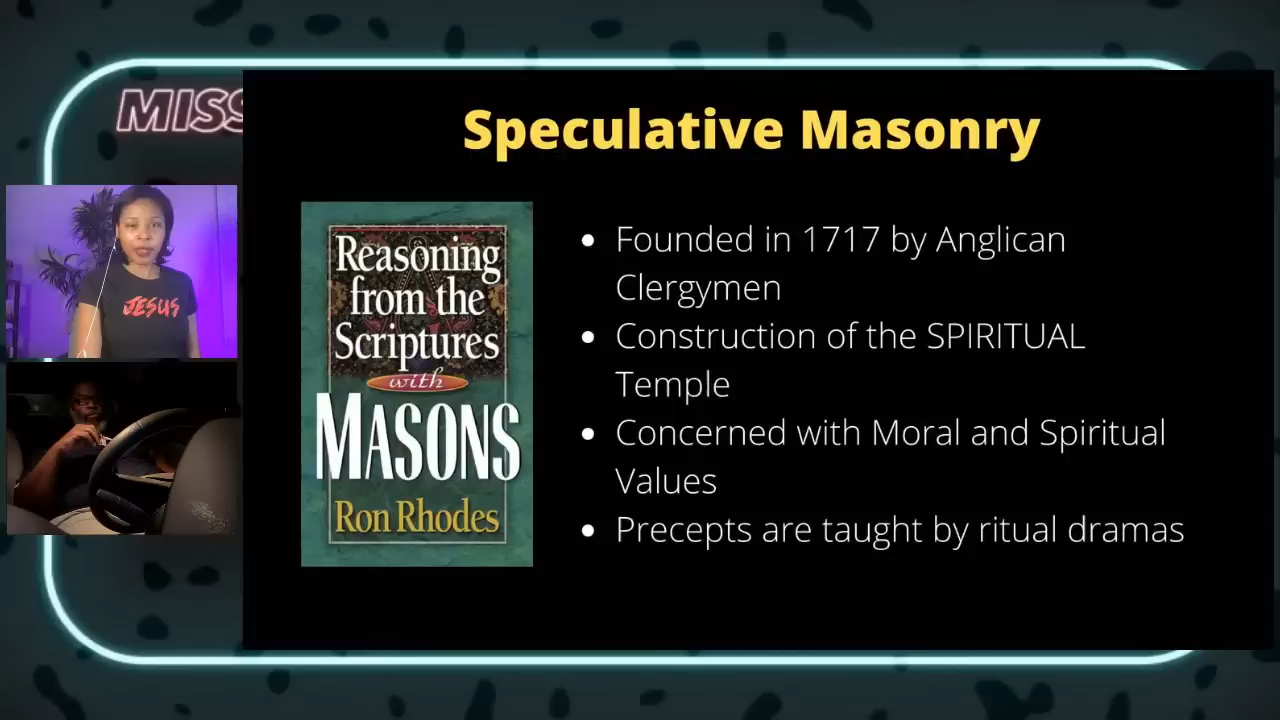 MISS
Speculative Masonry
Reasoning
from the
Scriptures
with
MASONS
Ron Rhodes
• Founded in 1717 by Anglican
Clergymen
• Construction of the SPIRITUAL
Temple
• Concerned with Moral and Spiritual
Values
• Precepts are taught by ritual dramas
JESUS